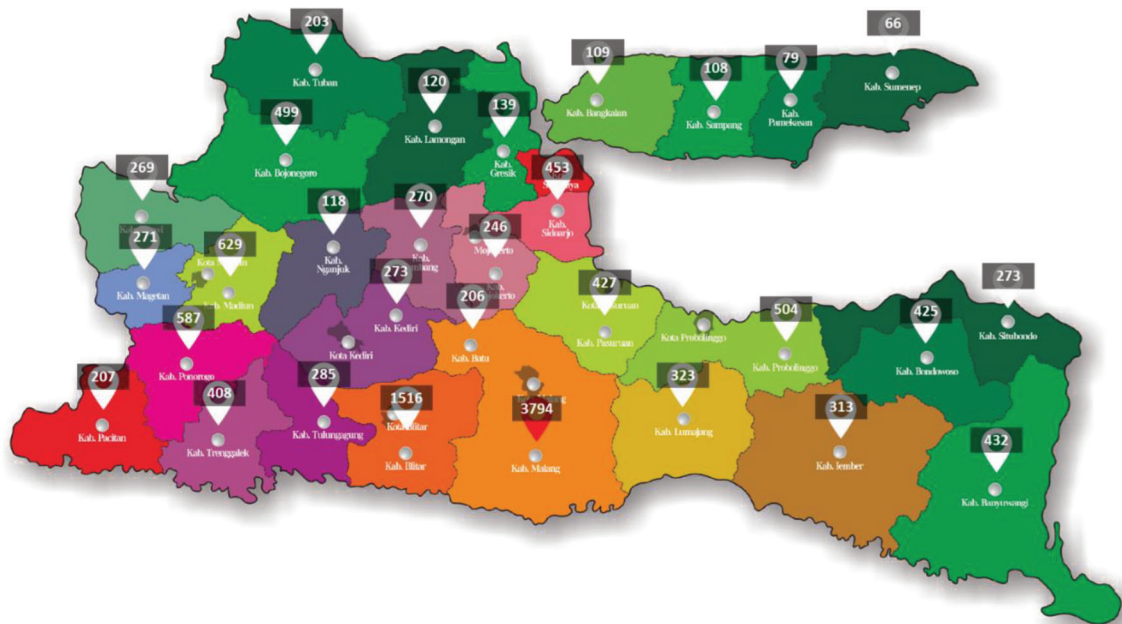 203
Kab. Tuban
66
Kab. Sumenep
109
Kab. Bangkalan
108
Kab. Sampang
79
Kab.
Pamekasan
120
Kab. Lamongan
499
Kab. Bojonegoro
139
Kab.
Gresik
453
Kab.
Sidoarjo
269
118
Kab.
Nganjuk
270
246
271
Kab. Magetan
629
Kab. Madiun
273
Kab. Kediri
Kota Kediri
206
Kab. Batu
427
Kab. Pasuruan
Kota Probolinggo
504
Kab. Probolinggo
425
Kab. Bondowoso
273
Kab. Situbondo
587
Kab. Ponorogo
207
Kab. Pacitan
408
Kab. Trenggalek
285
Kab. Tulungagung
1516
Kota Blitar
Kab. Blitar
3794
Kab. Malang
323
Kab. Lumajang
313
Kab. Jember
432
Kab. Banyuwangi